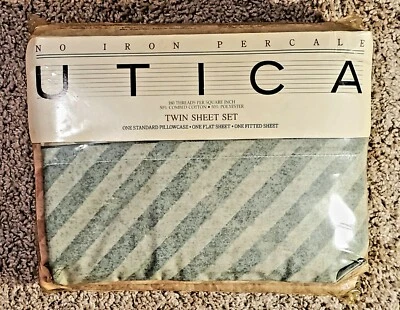 NO IRON PERCALE
UTICA
180 THREADS PER SQUARE INCH
50% COMBED COTTON • 50% POLYESTER
TWIN SHEET SET
ONE STANDARD PILLOWCASE • ONE FLAT SHEET • ONE FITTED SHEET